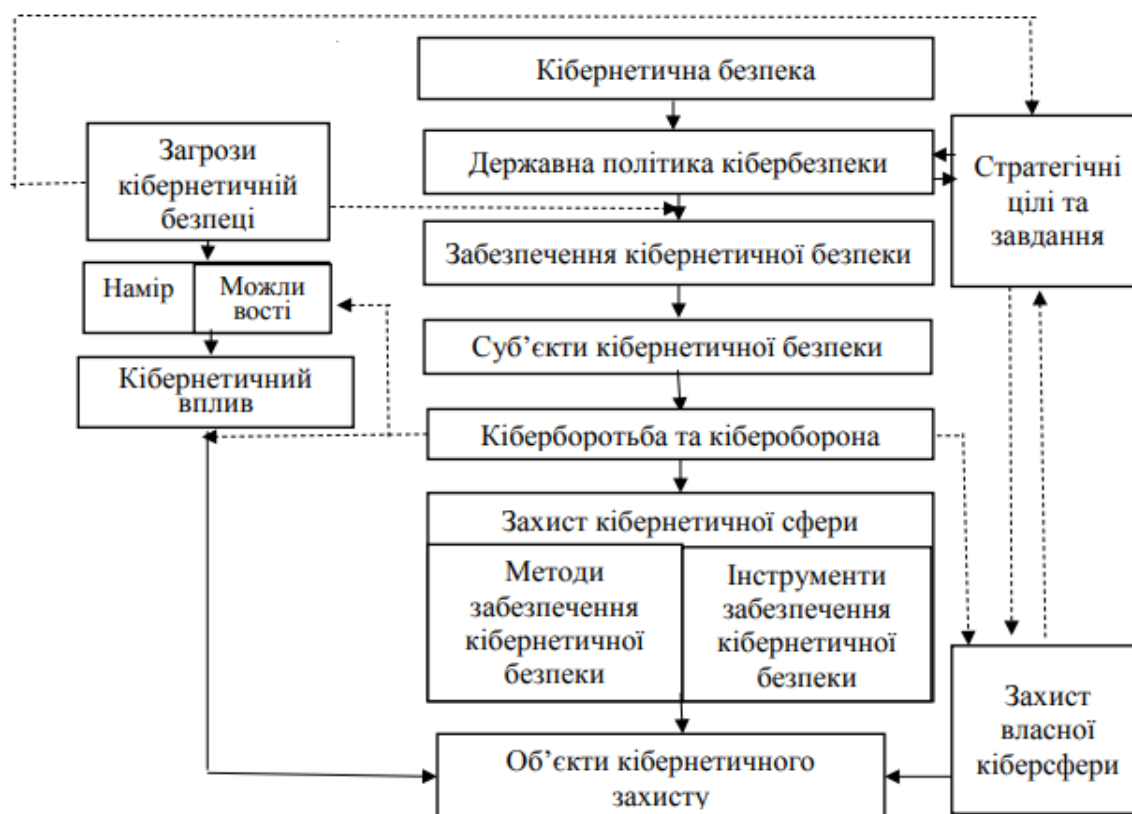 Кібернетична безпека
Загрози
кібернетичній
безпеці
Державна політика кібербезпеки
Стратегічні
цілі та
завдання
Забезпечення кібернетичної безпеки
Намір
Можли
вості
Суб’єкти кібернетичної безпеки
Кібернетичний
вплив
Кіберборотьба та кібероборона
Захист кібернетичної сфери
Методи
забезпечення
кібернетичної
безпеки
Інструменти
забезпечення
кібернетичної
безпеки
Захист
власної
кіберсфери
Об’єкти кібернетичного
захисту